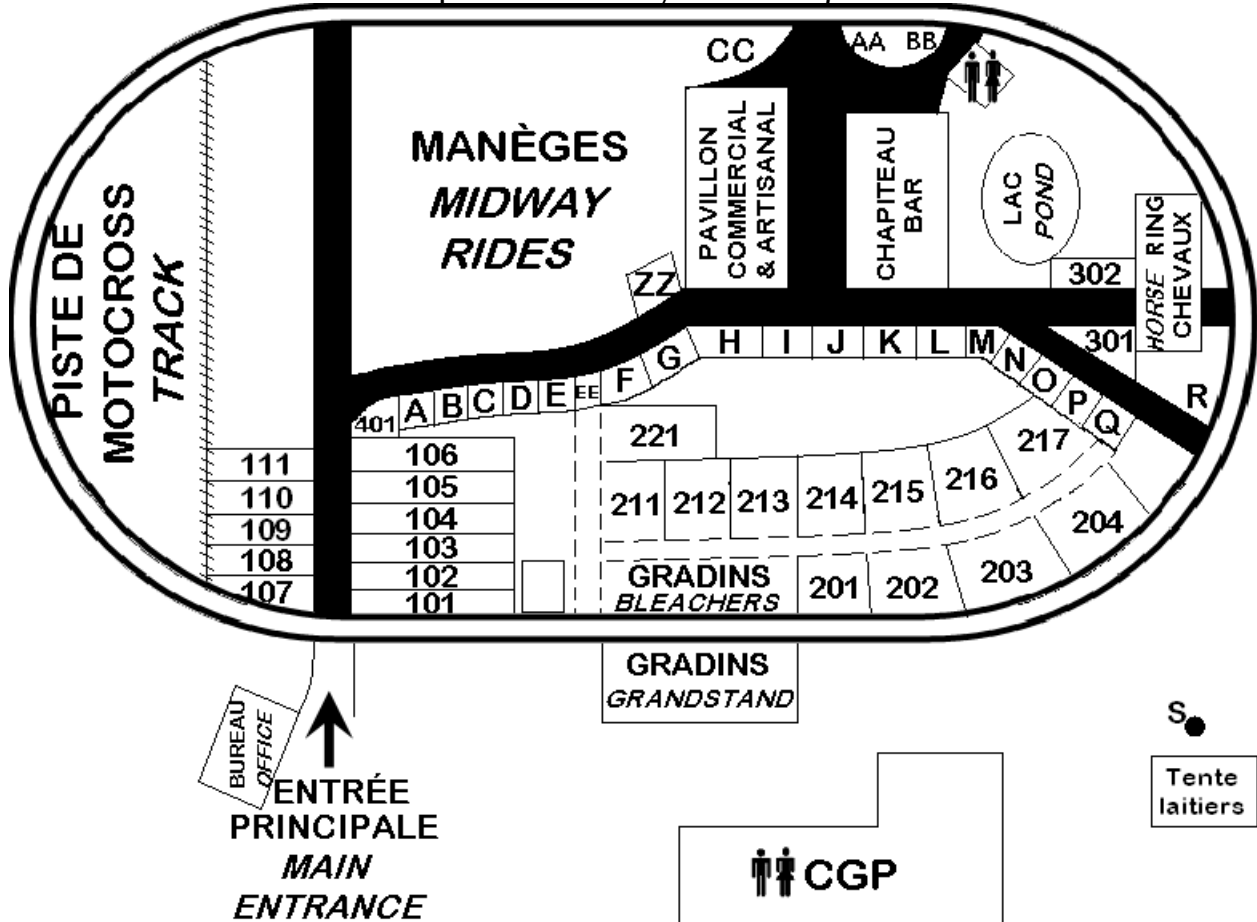 CC
AA BB
MANÈGES
MIDWAY
RIDES
PAVILLON
COMMERCIAL
& ARTISANAL
CHAPITEAU
BAR
LAC
POND
HORSE RING
CHEVAUX
302
301
ZZ
PISTE DE
MOTOCROSS
TRACK
401 A B C D E EE F G H I J K L M N O P Q R
221
106
105
104
103
102
101
111
110
109
108
107
211 212 213 214 215 216 217
GRADINS
BLEACHERS
201 202 203 204
GRADINS
GRANDSTAND
BUREAU
OFFICE
ENTRÉE
PRINCIPALE
MAIN
ENTRANCE
S
Tente
laitiers
CGP